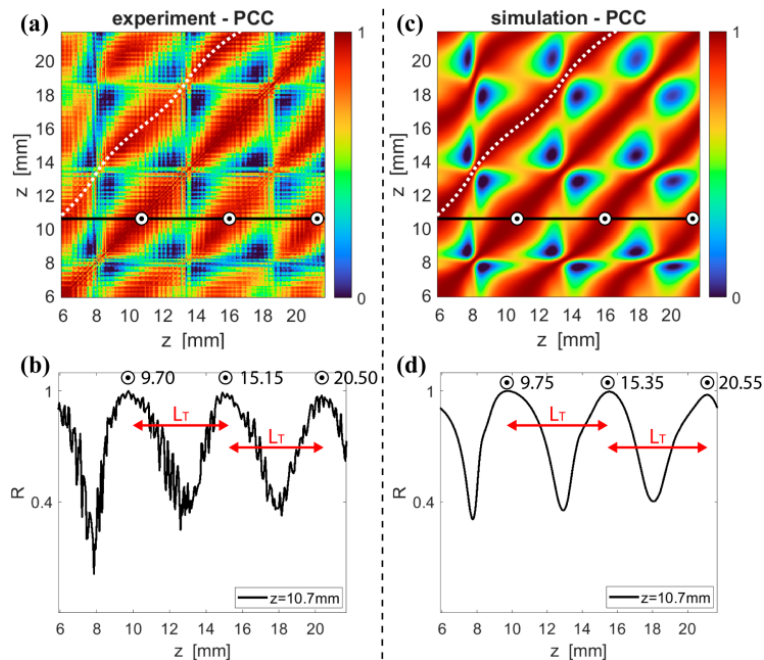 (a) experiment - PCC
1
20
18
16
14
12
10
8
6
z [mm]
0
6 8 10 12 14 16 18 20
z [mm]
(b)
9.70 15.15 20.50
1
0.4
R
LT
LT
z=10.7mm
6 8 10 12 14 16 18 20
z [mm]
(c) simulation - PCC
1
20
18
16
14
12
10
8
6
z [mm]
0
6 8 10 12 14 16 18 20
z [mm]
(d)
9.75 15.35 20.55
1
0.4
R
LT
LT
z=10.7mm
6 8 10 12 14 16 18 20
z [mm]